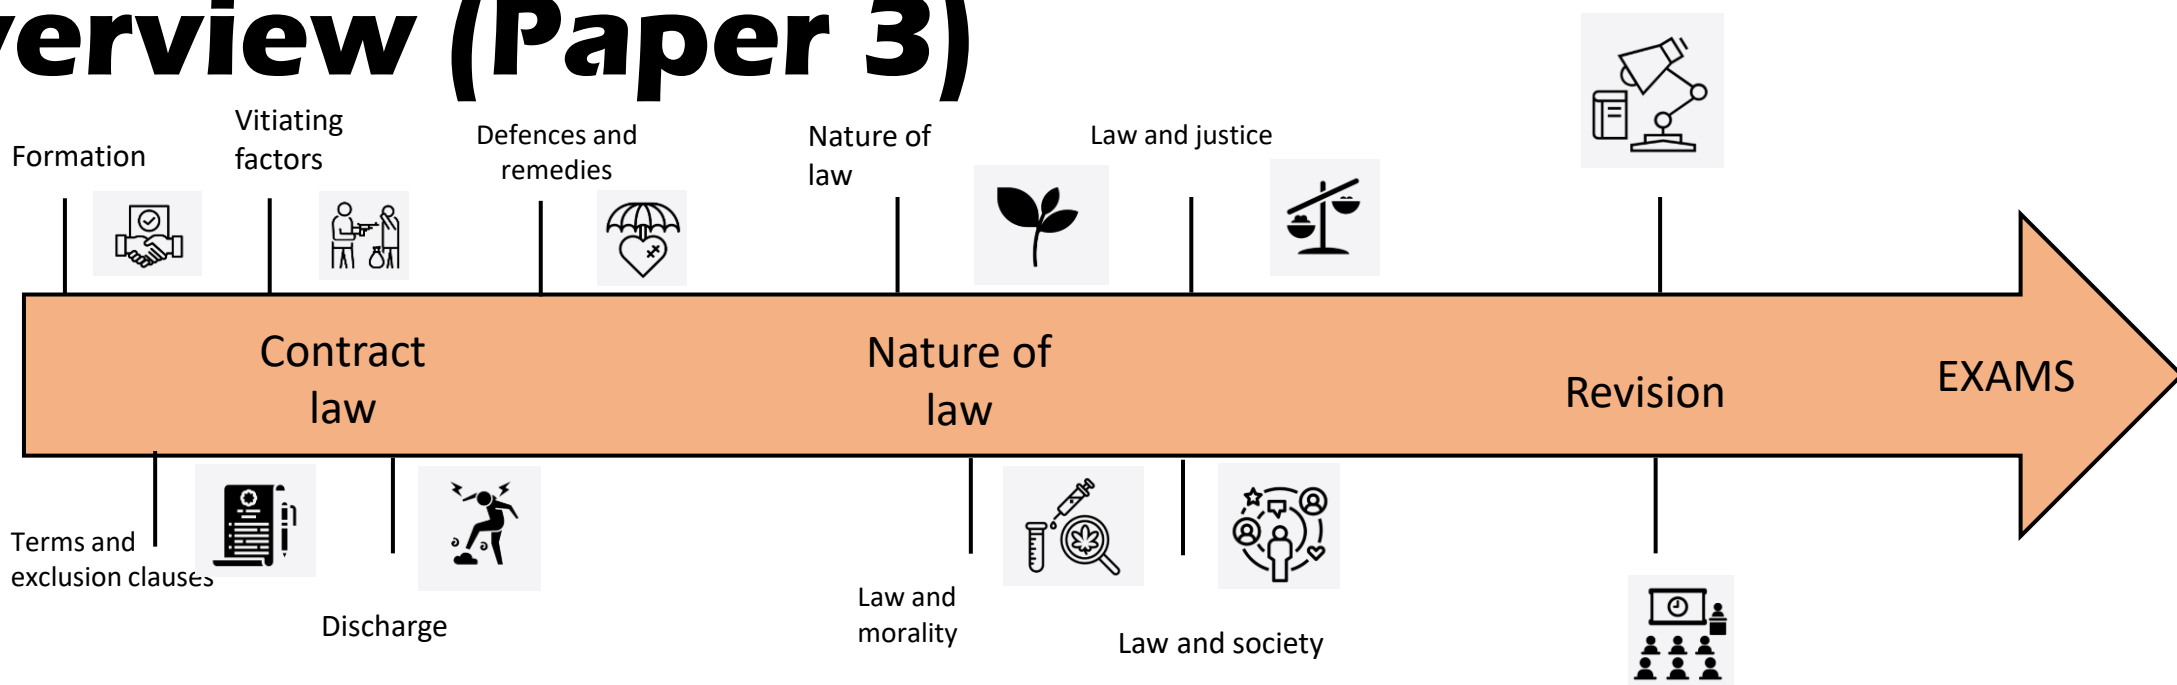 verview (Paper 3)
Formation
Vitiating
factors
Defences and
remedies
Nature of
law
Law and justice
Contract
law
Nature of
law
Revision
EXAMS
Terms and
exclusion clauses
Discharge
Law and
morality
Law and society